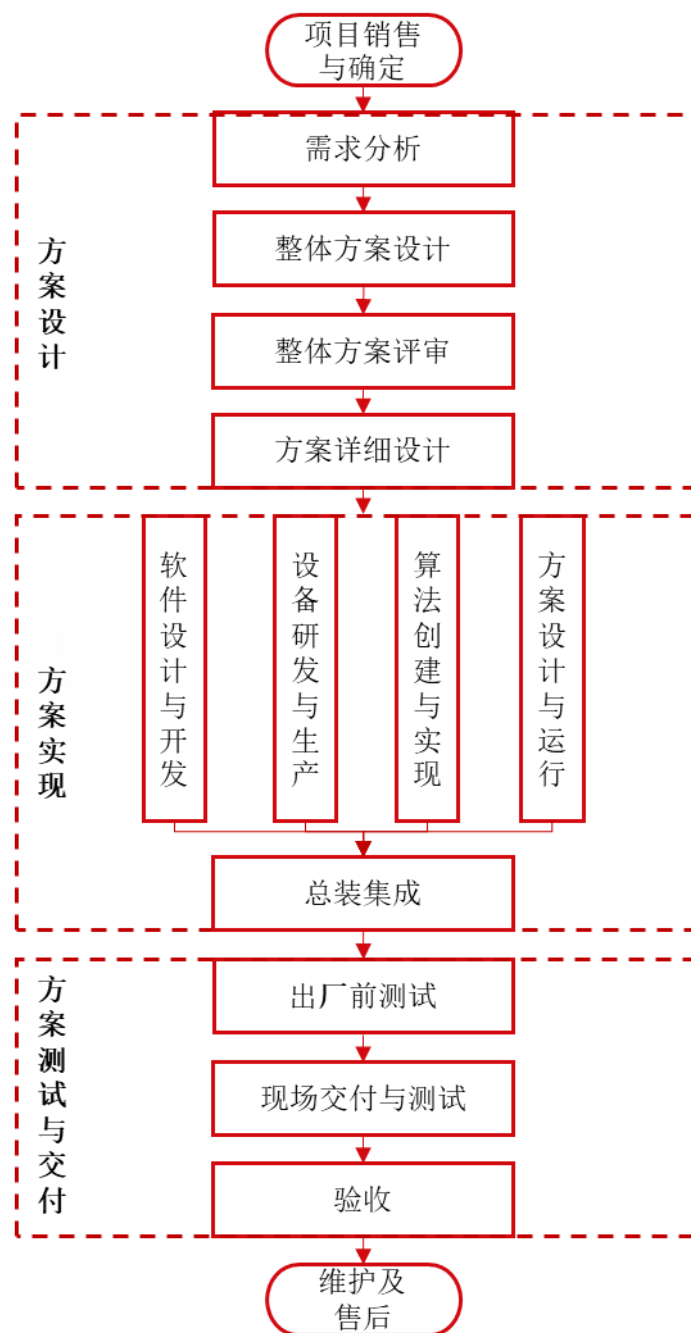 项目销售
与确定
需求分析
整体方案设计
整体方案评审
方案详细设计
方案设计
软件设计与开发
设备研发与生产
算法创建与实现
方案设计与运行
方案实现
总装集成
出厂前测试
现场交付与测试
验收
方案测试与交付
维护及
售后